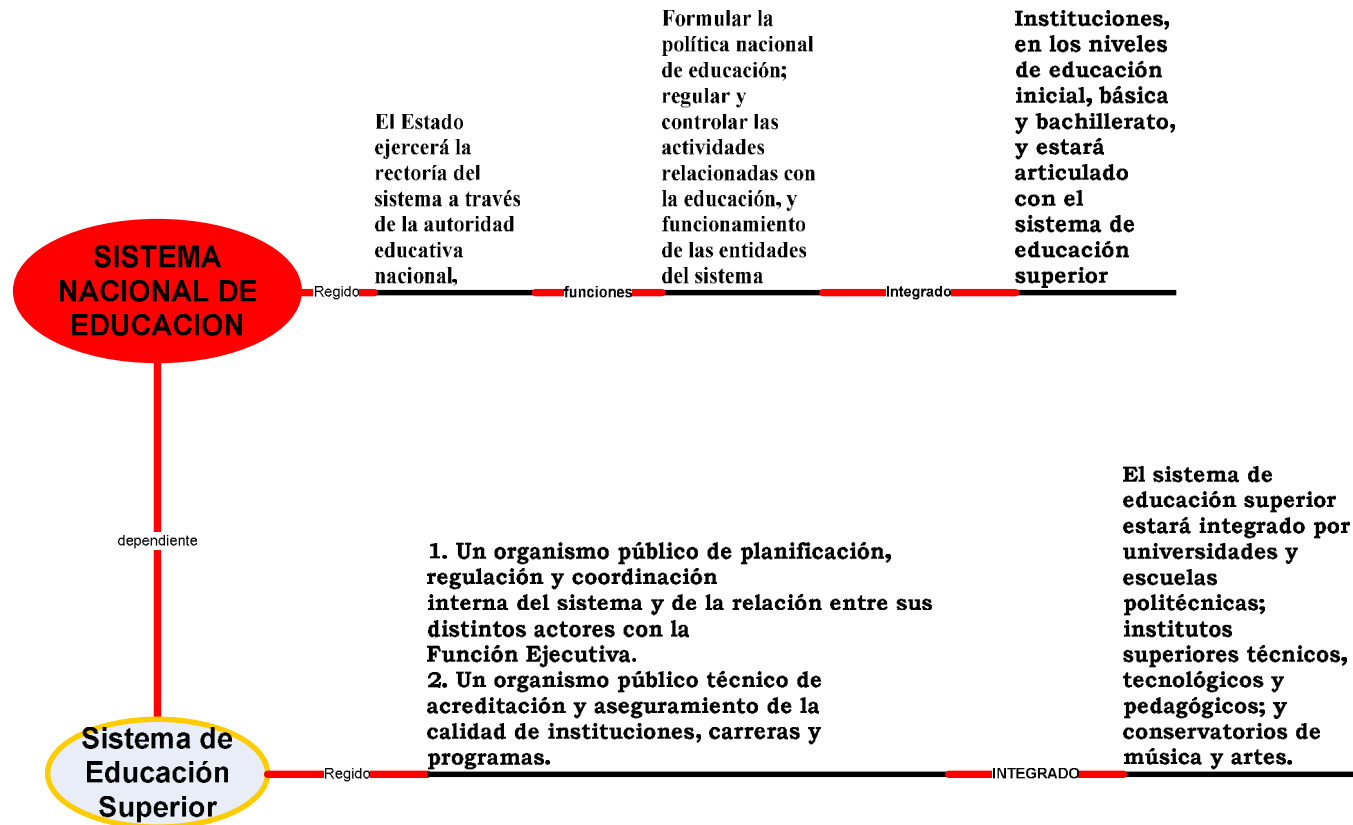 SISTEMA
NACIONAL DE
EDUCACION
Regido
El Estado
ejercerá la
rectoría del
sistema a través
de la autoridad
educativa
nacional,
funciones
Formular la
política nacional
de educación;
regular y
controlar las
actividades
relacionadas con
la educación, y
funcionamiento
de las entidades
del sistema
Integrado
Instituciones,
en los niveles
de educación
inicial, básica
y bachillerato,
y estará
articulado
con el
sistema de
educación
superior
dependiente
Sistema de
Educación
Superior
Regido
1. Un organismo público de planificación,
regulación y coordinación
interna del sistema y de la relación entre sus
distintos actores con la
Función Ejecutiva.
2. Un organismo público técnico de
acreditación y aseguramiento de la
calidad de instituciones, carreras y
programas.
INTEGRADO
El sistema de
educación superior
estará integrado por
universidades y
escuelas
politécnicas;
institutos
superiores técnicos,
tecnológicos y
pedagógicos; y
conservatorios de
música y artes.